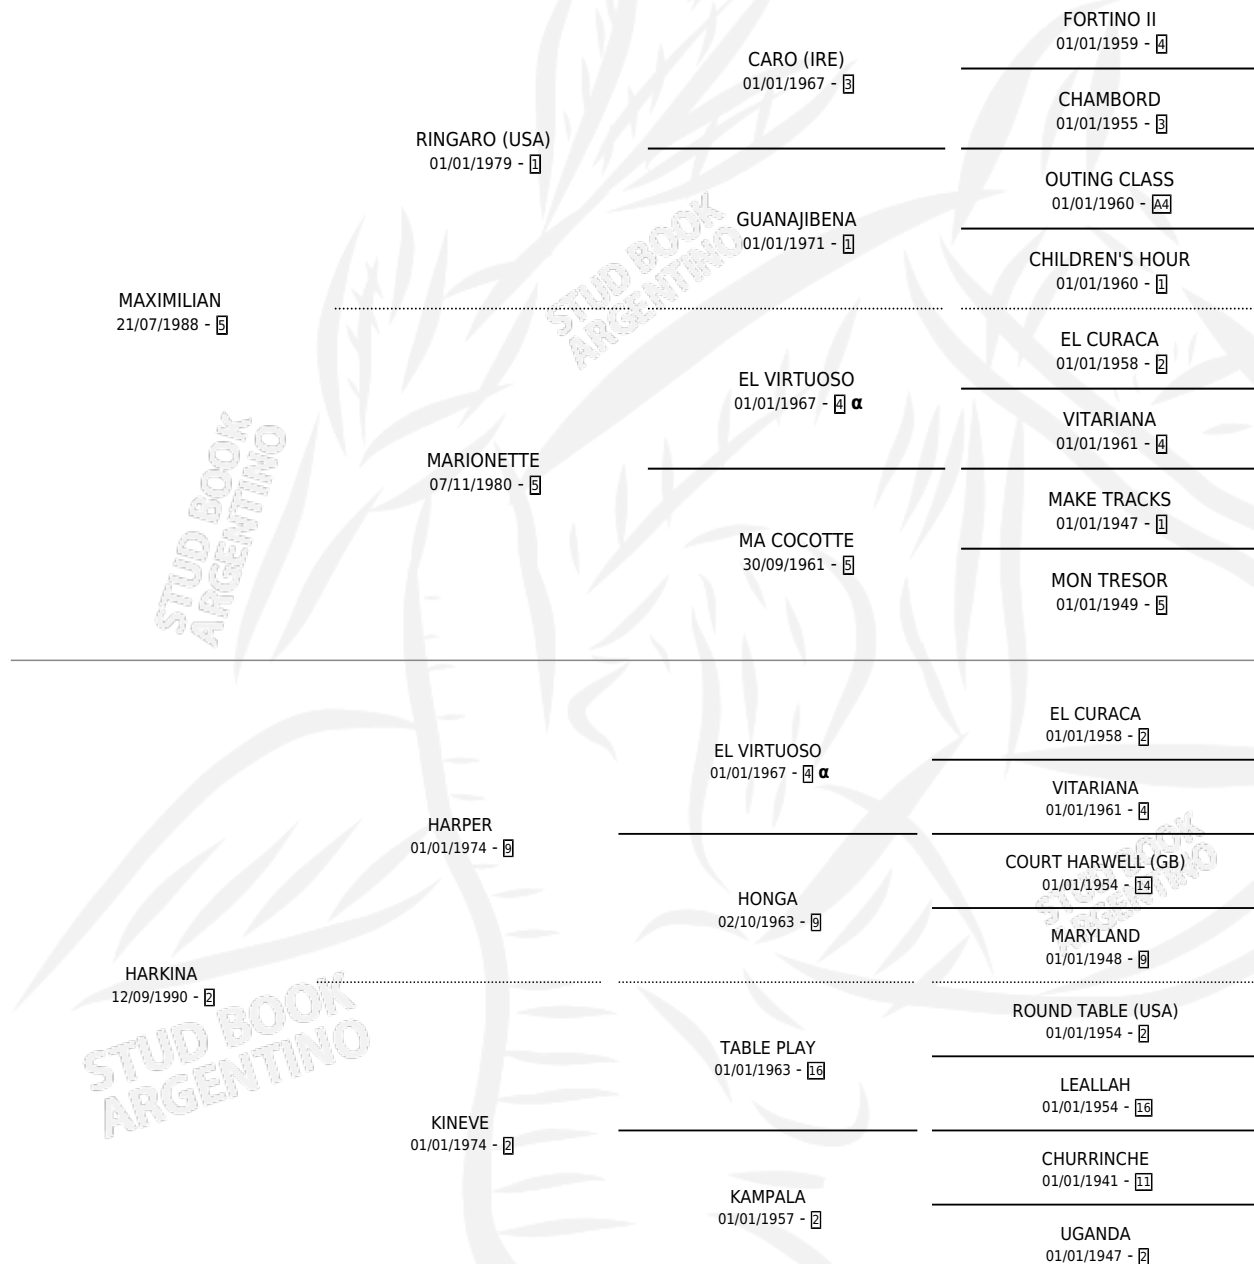 FORTINO II
01/01/1959 - 4
CARO (IRE)
01/01/1967 - 3
CHAMBORD
01/01/1955 - 3
RINGARO (USA)
01/01/1979 - 1
OUTING CLASS
01/01/1960 - A4
GUANAJIBENA
01/01/1971 - 1
CHILDREN'S HOUR
01/01/1960 - 1
MAXIMILIAN
21/07/1988 - 5
EL CURACA
01/01/1958 - 2
EL VIRTUOSO
01/01/1967 - 4 α
VITARIANA
01/01/1961 - 4
MARIONETTE
07/11/1980 - 5
MAKE TRACKS
01/01/1947 - 1
MA COCOTTE
30/09/1961 - 5
MON TRESOR
01/01/1949 - 5
STUD BOOK
ARGENTINO
STUD BOOK
ARGENTINO
EL CURACA
01/01/1958 - 2
EL VIRTUOSO
01/01/1967 - 4 α
VITARIANA
01/01/1961 - 4
HARPER
01/01/1974 - 9
COURT HARWELL (GB)
01/01/1954 - 14
HONGA
02/10/1963 - 9
MARYLAND
01/01/1948 - 9
HARKINA
12/09/1990 - 2
ROUND TABLE (USA)
01/01/1954 - 2
TABLE PLAY
01/01/1963 - 16
LEALLAH
01/01/1954 - 16
KINEVE
01/01/1974 - 2
CHURRINCHE
01/01/1941 - 11
KAMPALA
01/01/1957 - 2
UGANDA
01/01/1947 - 2
STUD BOOK
ARGENTINO
STUD BOOK
ARGENTINO